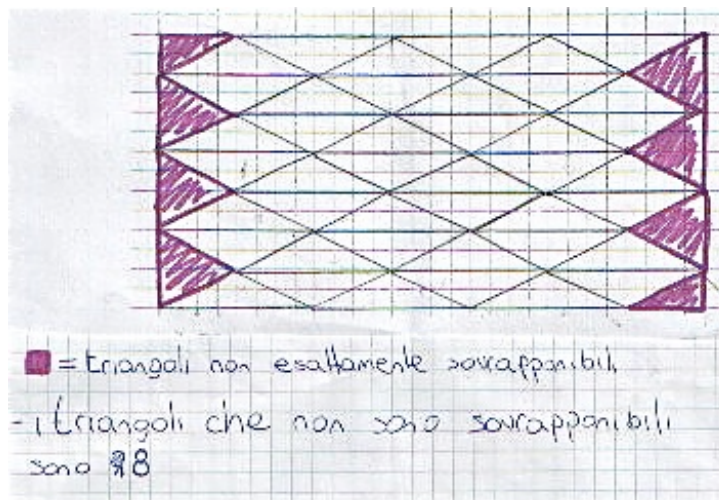 = triangoli non esattamente sovrapponibili
- i triangoli che non sono sovrapponibili
sono 8